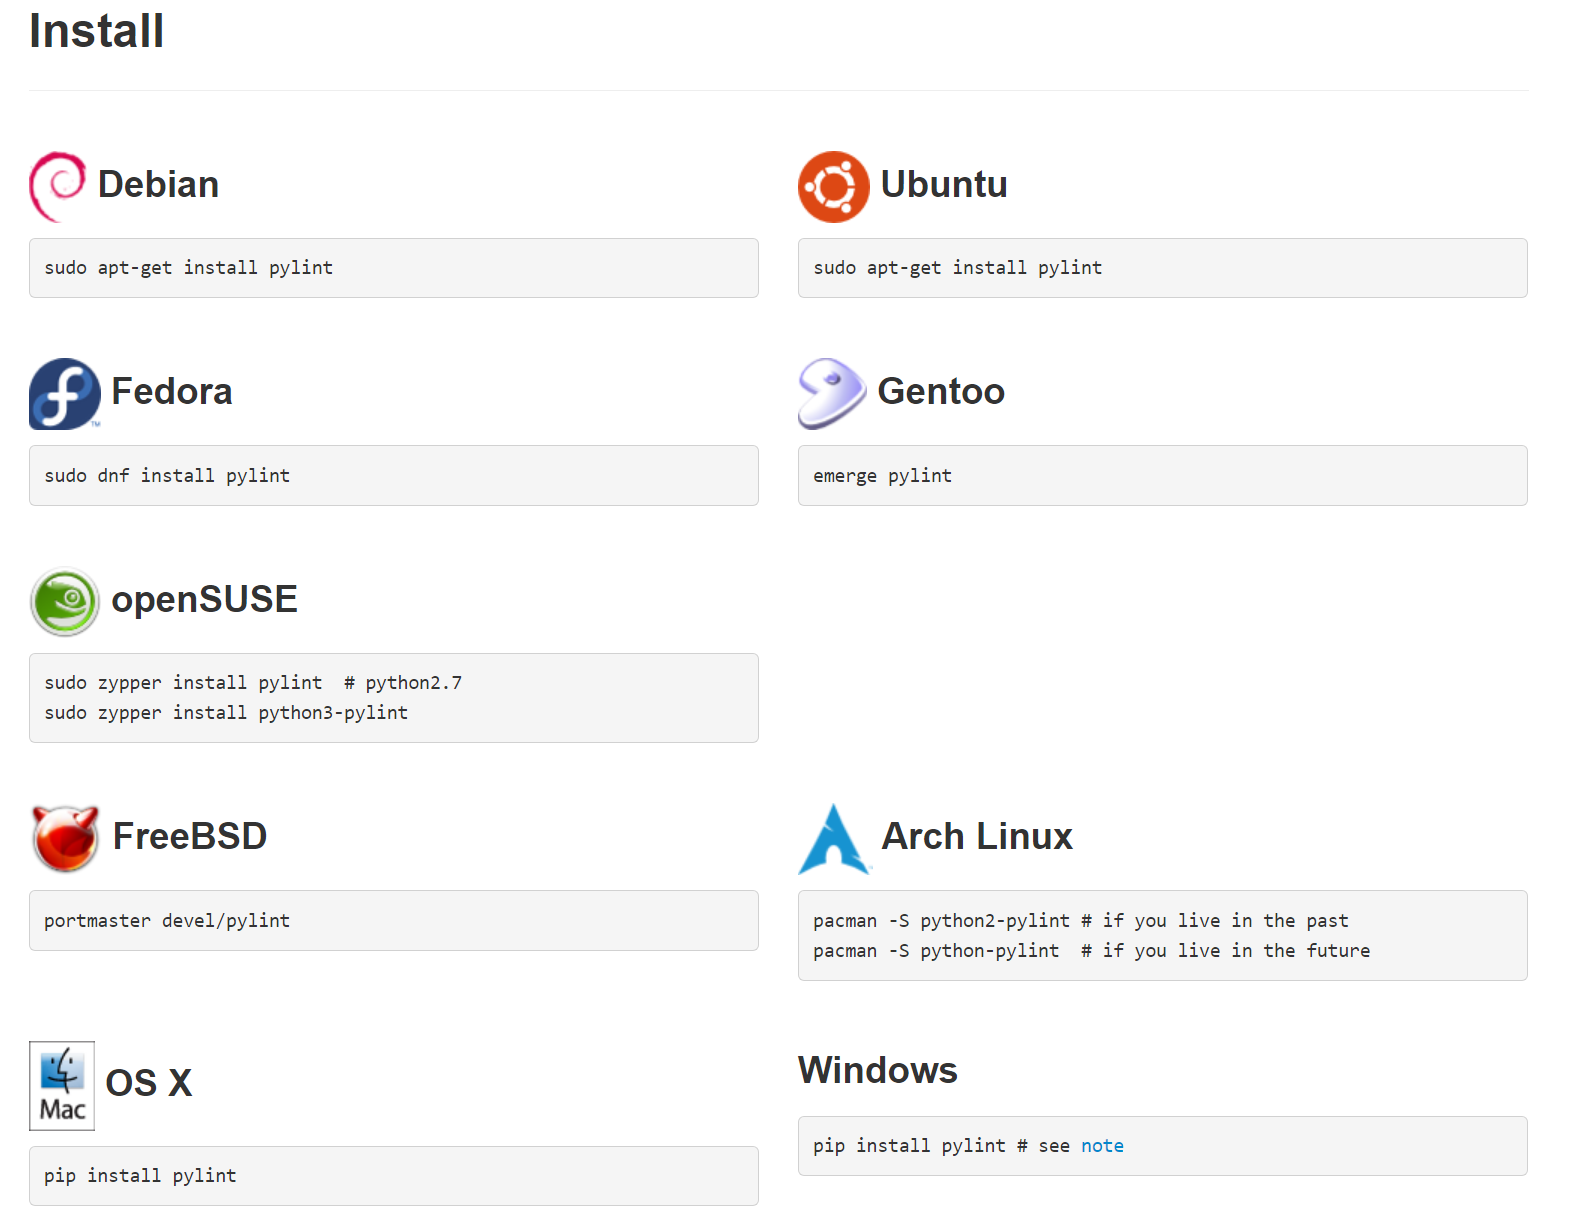 Install
Debian
sudo apt-get install pylint
Ubuntu
sudo apt-get install pylint
Fedora
sudo dnf install pylint
Gentoo
emerge pylint
openSUSE
sudo zypper install pylint  # python2.7
sudo zypper install python3-pylint
FreeBSD
portmaster devel/pylint
Arch Linux
pacman -S python2-pylint # if you live in the past
pacman -S python-pylint  # if you live in the future
Mac
OS X
pip install pylint
Windows
pip install pylint # see note